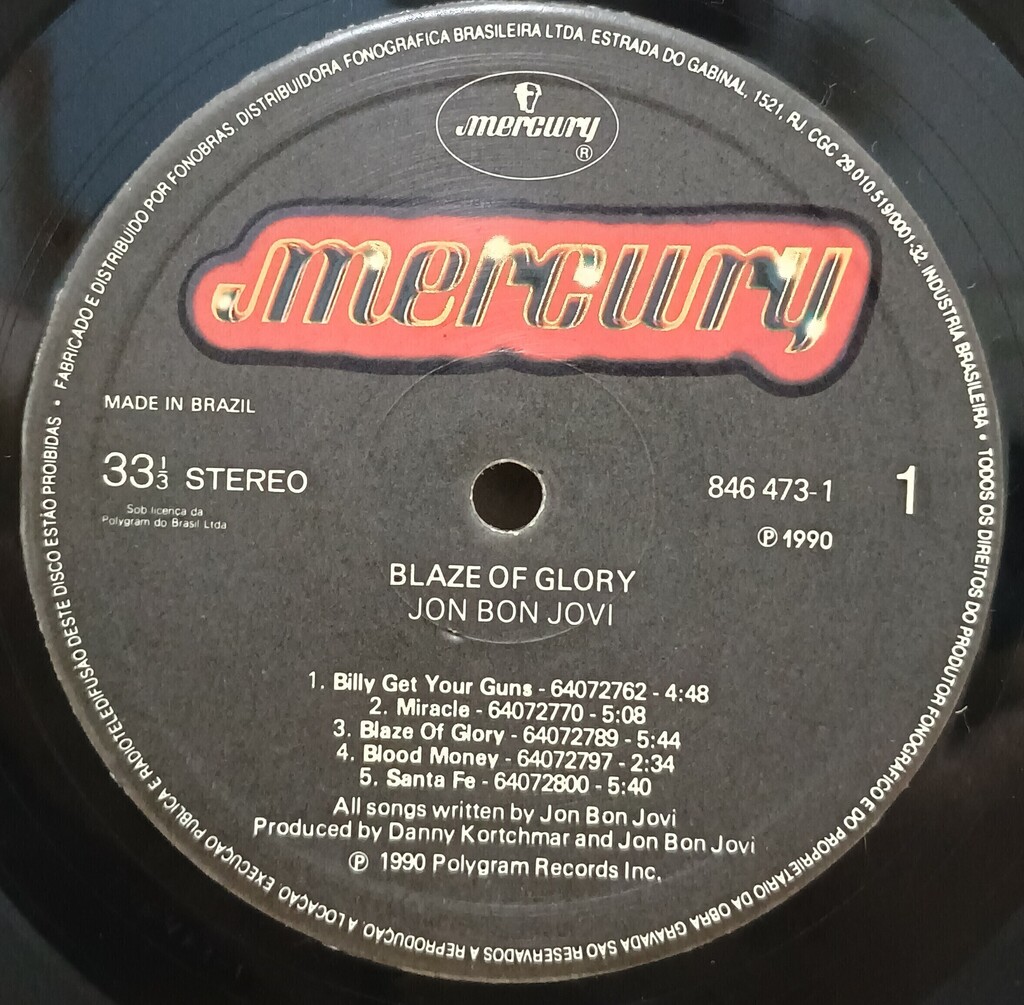 • FABRICADO E DISTRIBUIDO POR FONOBRAS. DISTRIBUIDORA FONOGRÁFICA BRASILEIRA LTDA. ESTRADA DO GABINAL, 1521, RJ. CGC 29.010.519/0001-32. INDÚSTRIA BRASILEIRA • TODOS OS DIREITOS DO PRODUTOR FONOGRÁFICO E DO PROPRIETÁRIO DA OBRA GRAVADA SÃO RESERVADOS A REPRODUÇÃO, A LOCAÇÃO, EXECUÇÃO PÚBLICA E RADIOTELEDIFUSÃO DESTE DISCO ESTÃO PROIBIDAS
mercury
®
mercury
MADE IN BRAZIL
33⅓ STEREO
Sob licença da
Polygram do Brasil Ltda
846 473-1
1
℗ 1990
BLAZE OF GLORY
JON BON JOVI
1. Billy Get Your Guns - 64072762 - 4:48
2. Miracle - 64072770 - 5:08
3. Blaze Of Glory - 64072789 - 5:44
4. Blood Money - 64072797 - 2:34
5. Santa Fe - 64072800 - 5:40
All songs written by Jon Bon Jovi
Produced by Danny Kortchmar and Jon Bon Jovi
℗ 1990 Polygram Records Inc.